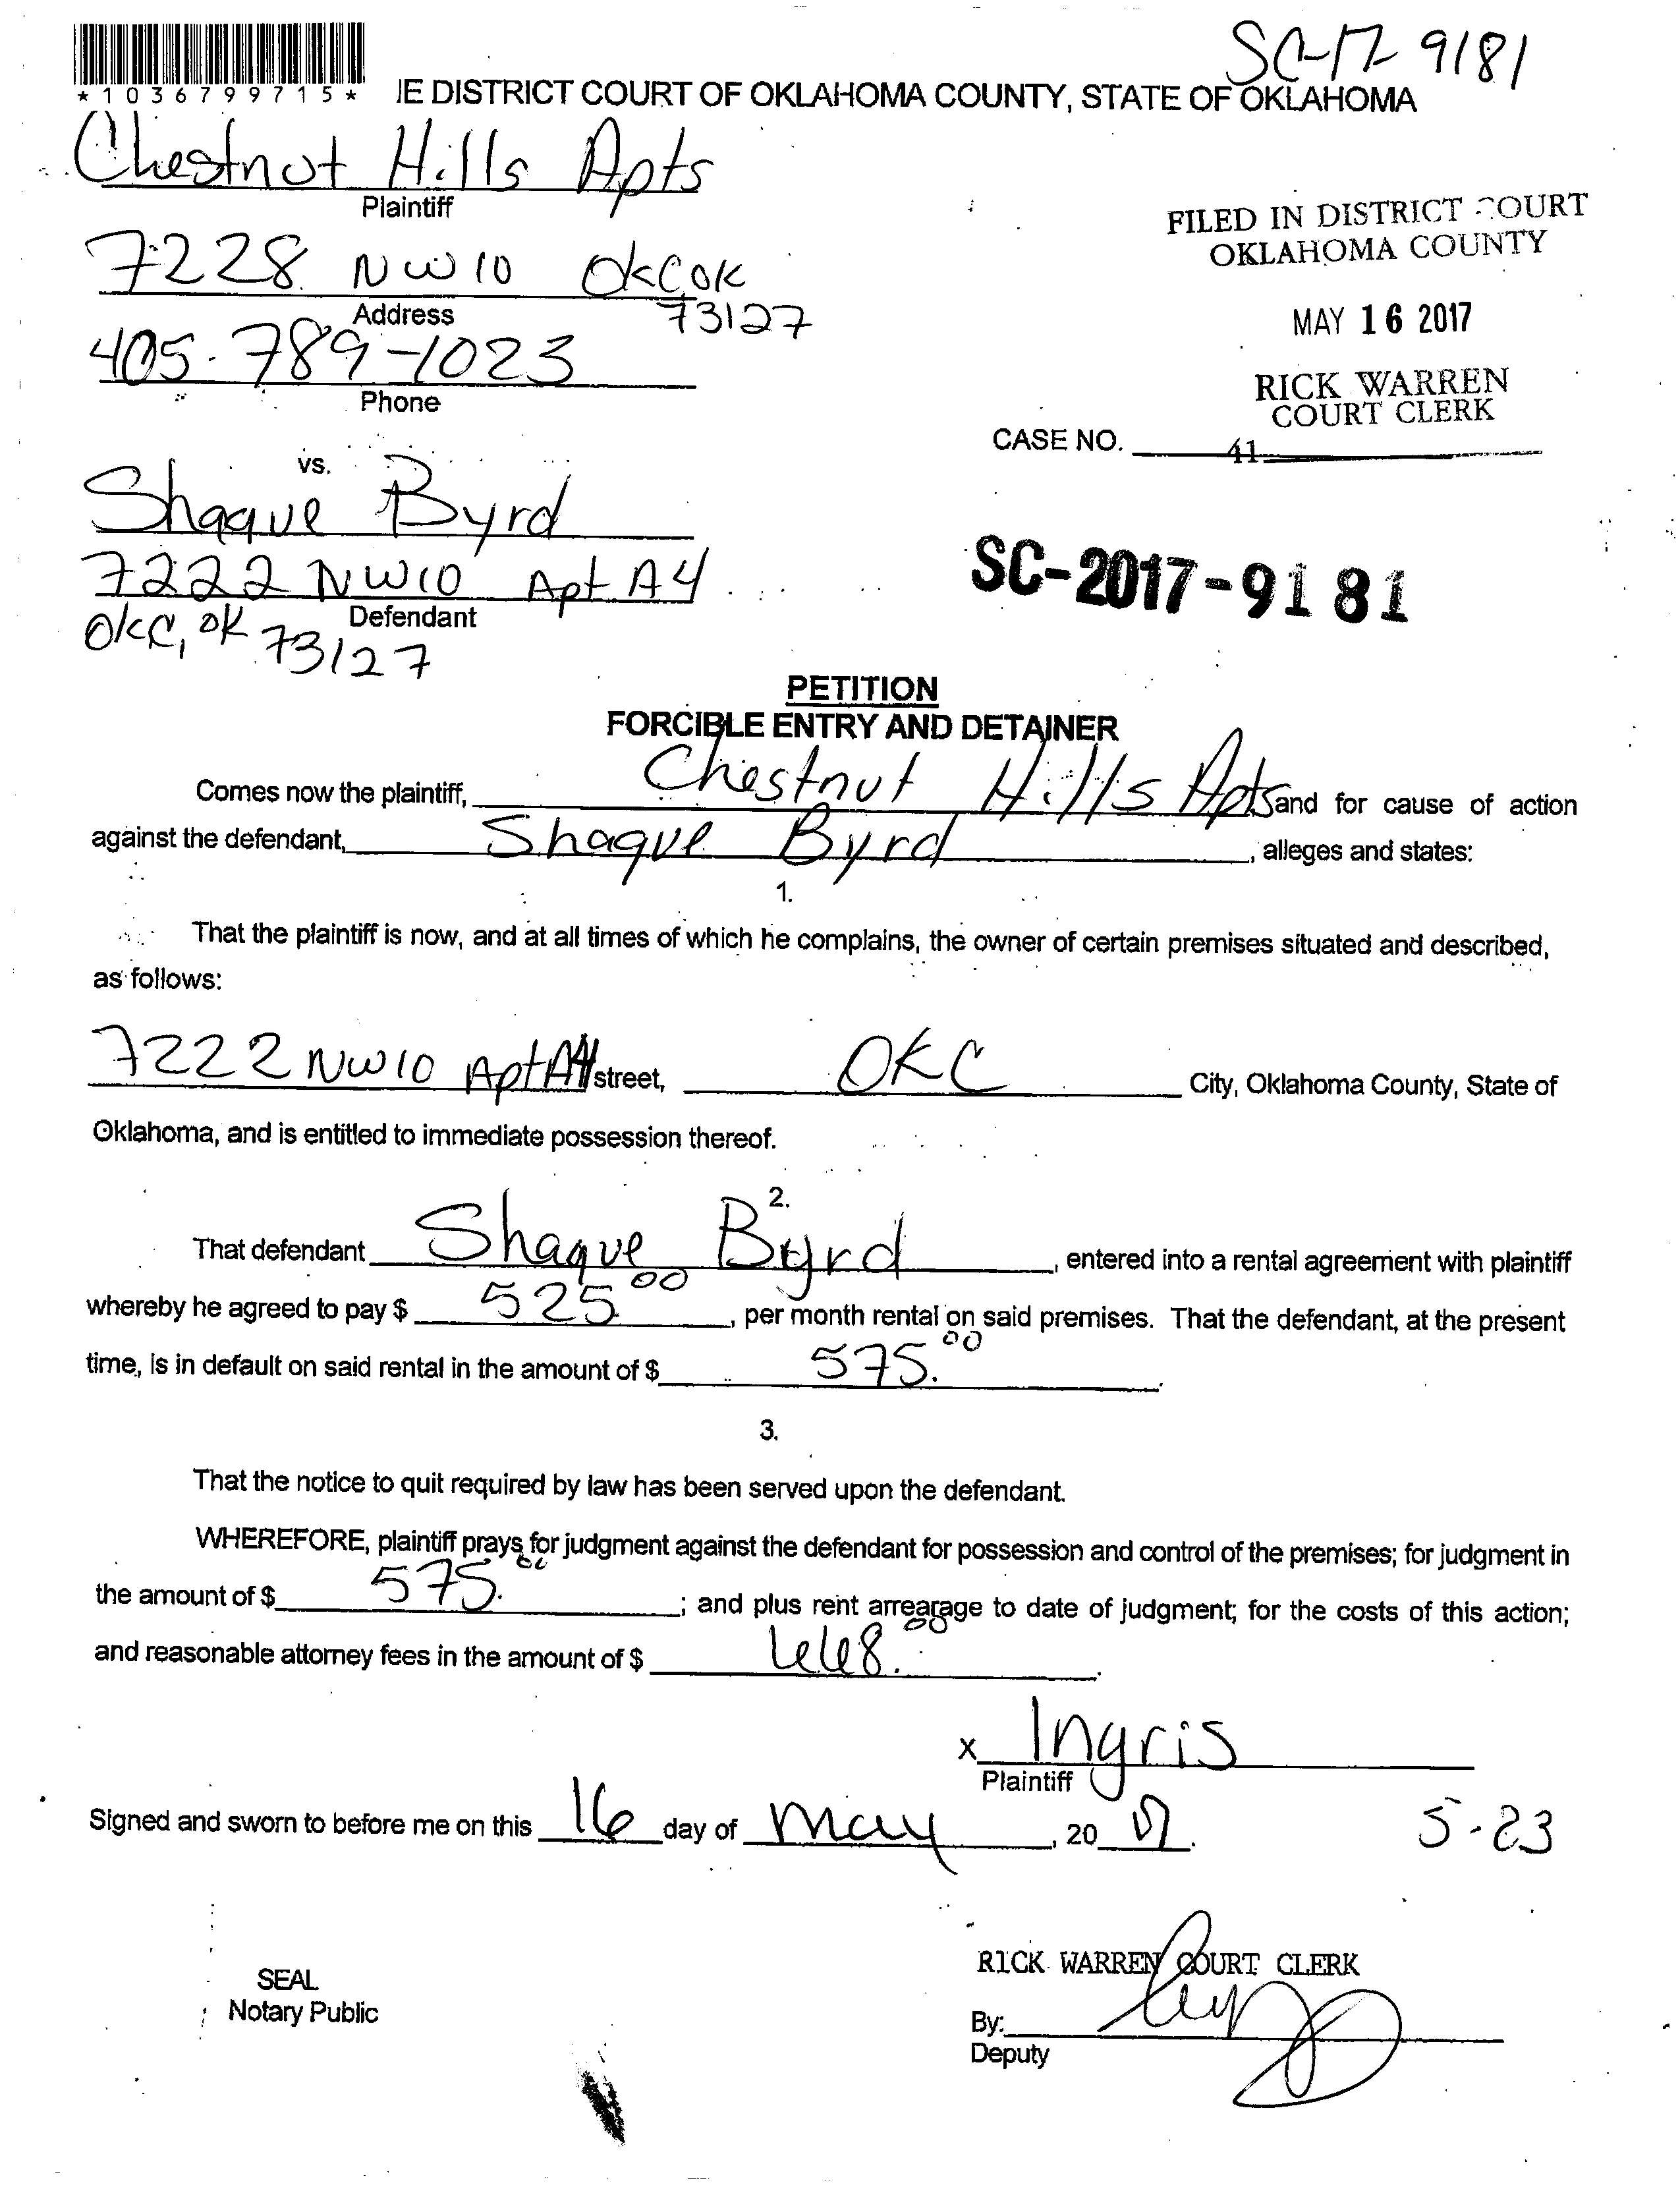 SC-17-9181
*1036799715*
IE DISTRICT COURT OF OKLAHOMA COUNTY, STATE OF OKLAHOMA
Chestnut Hills Apts
Plaintiff
FILED IN DISTRICT COURT
OKLAHOMA COUNTY
7228 NW 10 OKC OK
73127
Address
MAY 16 2017
405-789-1023
Phone
RICK WARREN
COURT CLERK
CASE NO.
41
vs.
Shaque Byrd
7222 NW10 Apt A4
Defendant
OKC, OK 73127
SC-2017-9181
PETITION
FORCIBLE ENTRY AND DETAINER
Comes now the plaintiff, Chestnut Hills Apts and for cause of action
against the defendant, Shaque Byrd, alleges and states:
1.
That the plaintiff is now, and at all times of which he complains, the owner of certain premises situated and described,
as follows:
7222 NW 10 Apt A4 street, OKC City, Oklahoma County, State of
Oklahoma, and is entitled to immediate possession thereof.
2.
That defendant Shaque Byrd, entered into a rental agreement with plaintiff
whereby he agreed to pay $ 525.00, per month rental on said premises. That the defendant, at the present
time, is in default on said rental in the amount of $ 575.00.
3.
That the notice to quit required by law has been served upon the defendant.
WHEREFORE, plaintiff prays for judgment against the defendant for possession and control of the premises; for judgment in
the amount of $ 575.00; and plus rent arrearage to date of judgment; for the costs of this action;
and reasonable attorney fees in the amount of $ 668.00.
x Ingris
Plaintiff
Signed and sworn to before me on this 16 day of May, 20 17.
5-23
RICK WARREN COURT CLERK
SEAL
Notary Public
By:
Deputy